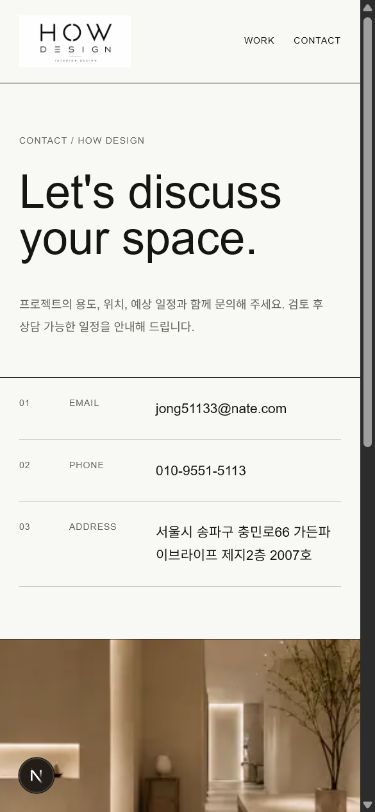 HOW
DESIGN
INTERIOR DESIGN
WORK CONTACT
CONTACT / HOW DESIGN
Let's discuss
your space.
프로젝트의 용도, 위치, 예상 일정과 함께 문의해 주세요. 검토 후
상담 가능한 일정을 안내해 드립니다.
01 EMAIL jong51133@nate.com
02 PHONE 010-9551-5113
03 ADDRESS 서울시 송파구 충민로66 가든파
이브라이프 제지2층 2007호
N